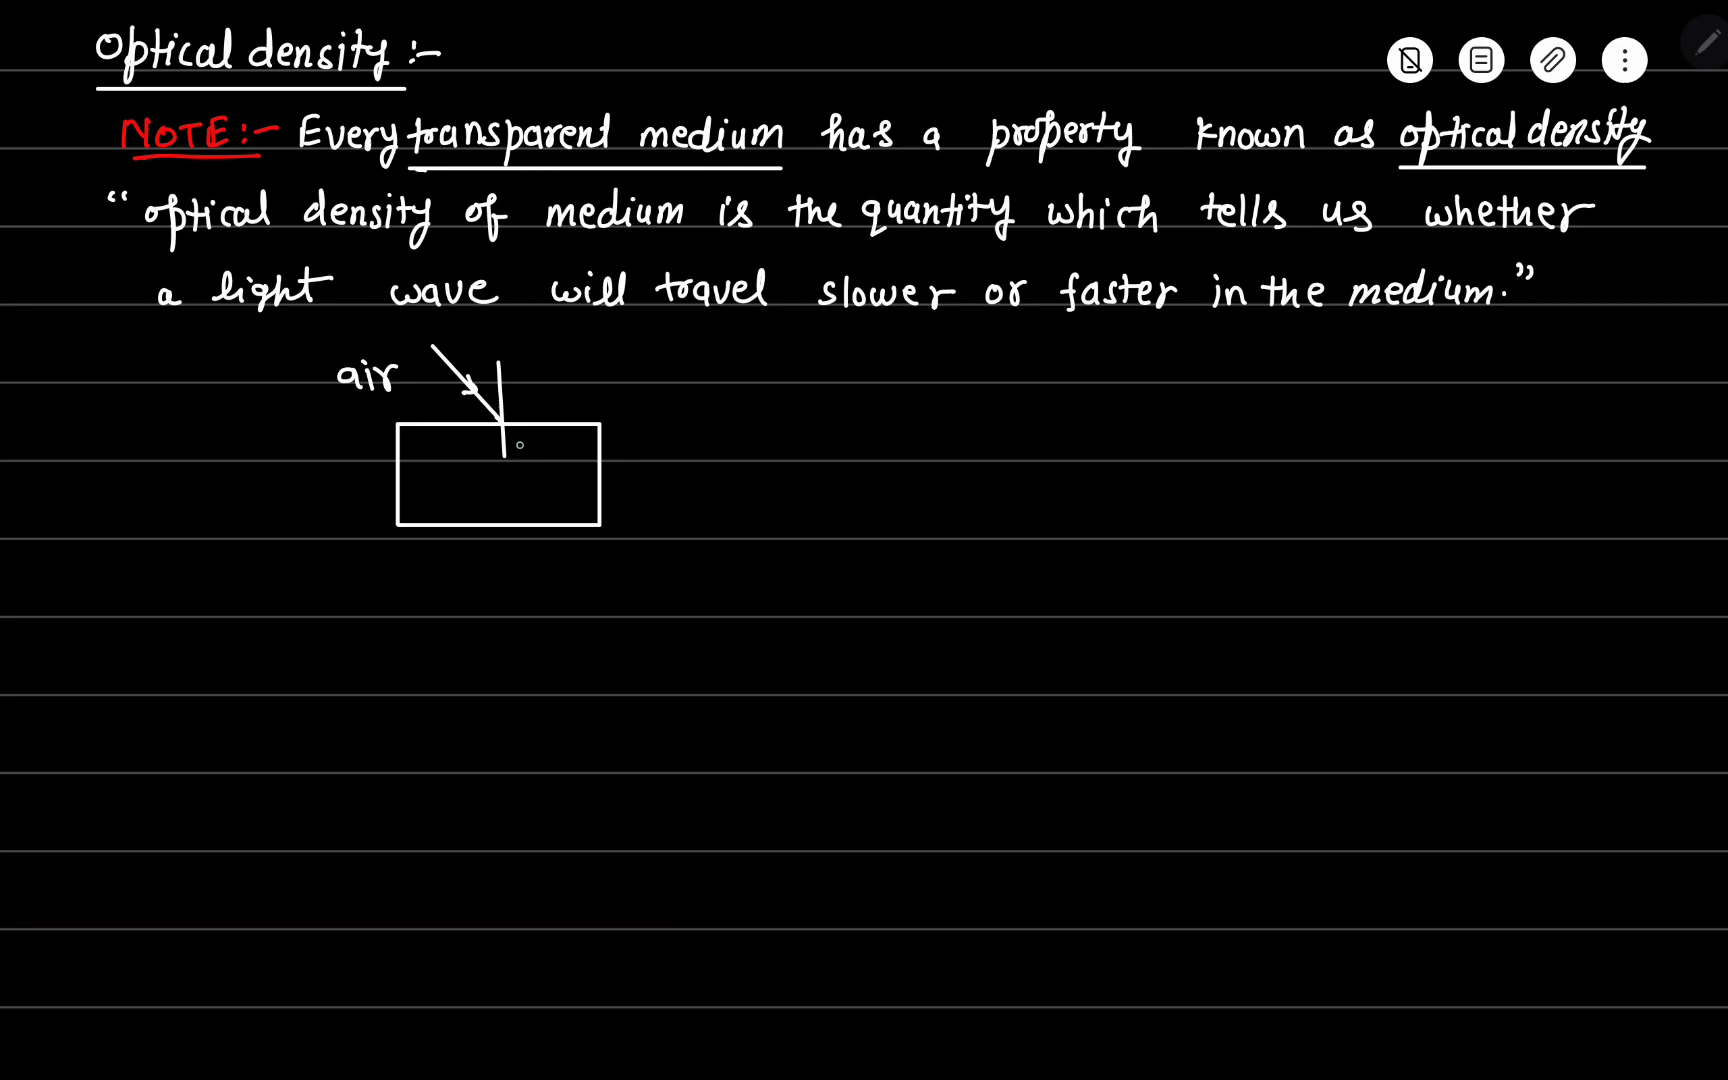 Optical density :-
NOTE:- Every transparent medium has a property known as optical density
“ optical density of medium is the quantity which tells us whether
a light wave will travel slower or faster in the medium.”
air